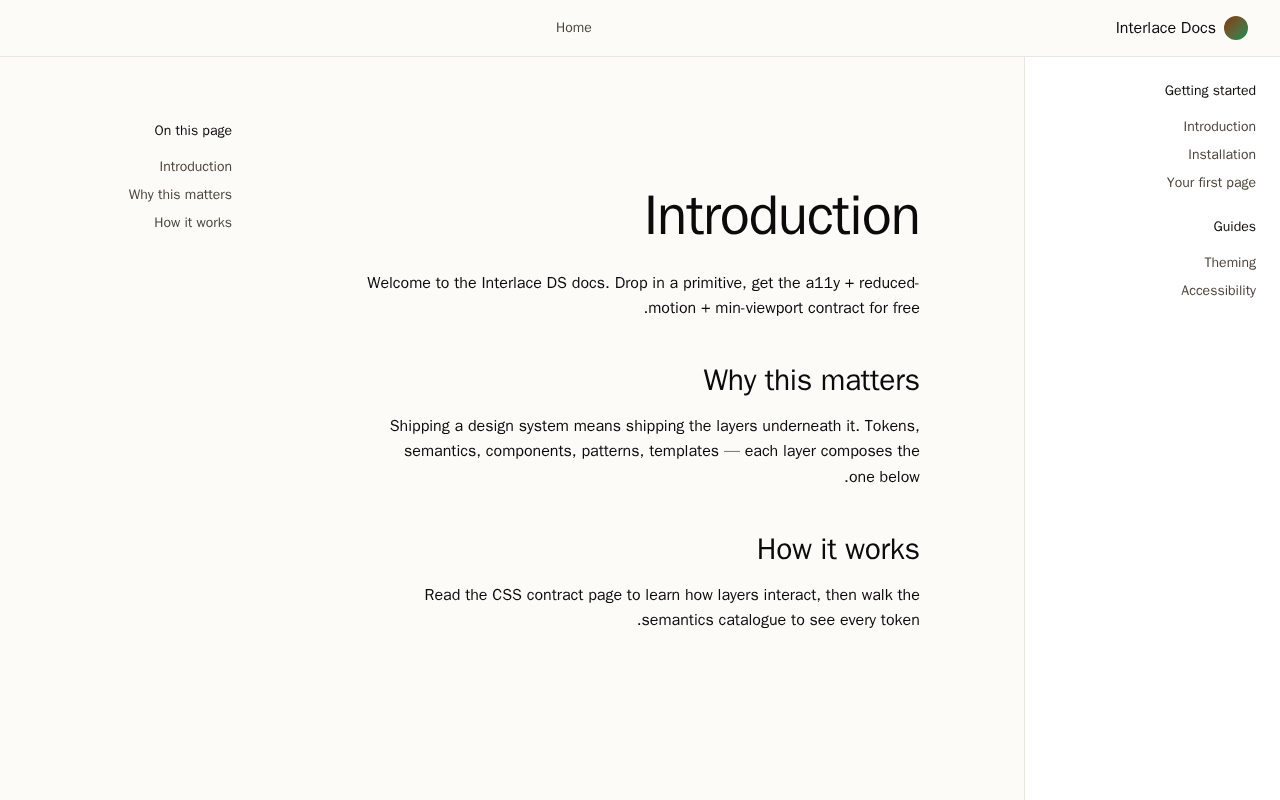 Interlace Docs
Home
Getting started
Introduction
Installation
Your first page
Guides
Theming
Accessibility
Introduction
Welcome to the Interlace DS docs. Drop in a primitive, get the a11y + reduced-
.motion + min-viewport contract for free
Why this matters
Shipping a design system means shipping the layers underneath it. Tokens,
semantics, components, patterns, templates — each layer composes the
.one below
How it works
Read the CSS contract page to learn how layers interact, then walk the
.semantics catalogue to see every token
On this page
Introduction
Why this matters
How it works